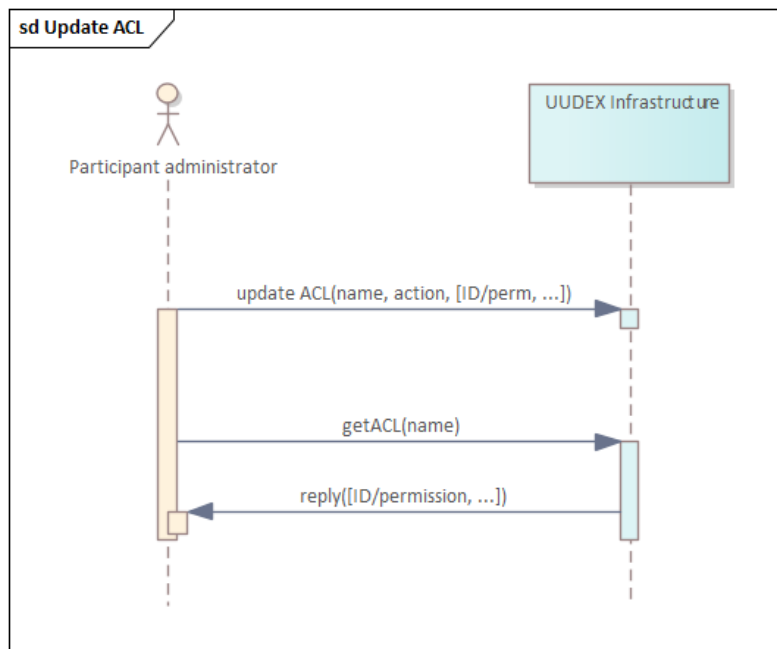 sd Update ACL
UUDEX Infrastructure
Participant administrator
update ACL(name, action, [ID/perm, ...])
getACL(name)
reply([ID/permission, ...])